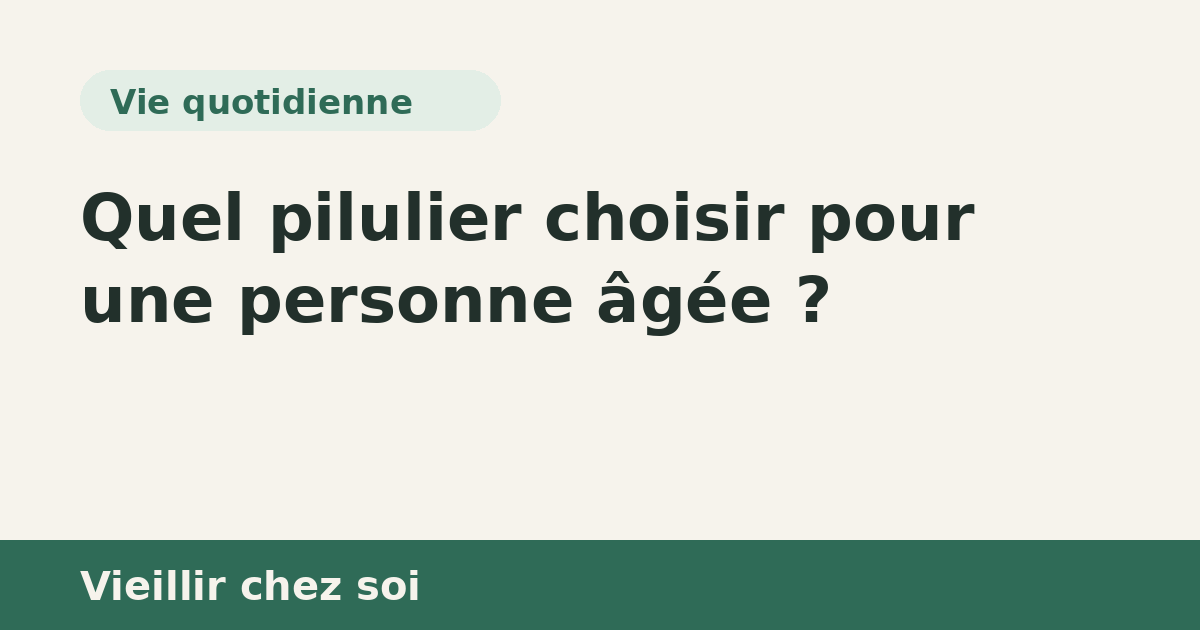 Vie quotidienne
Quel pilulier choisir pour
une personne âgée ?
Vieillir chez soi